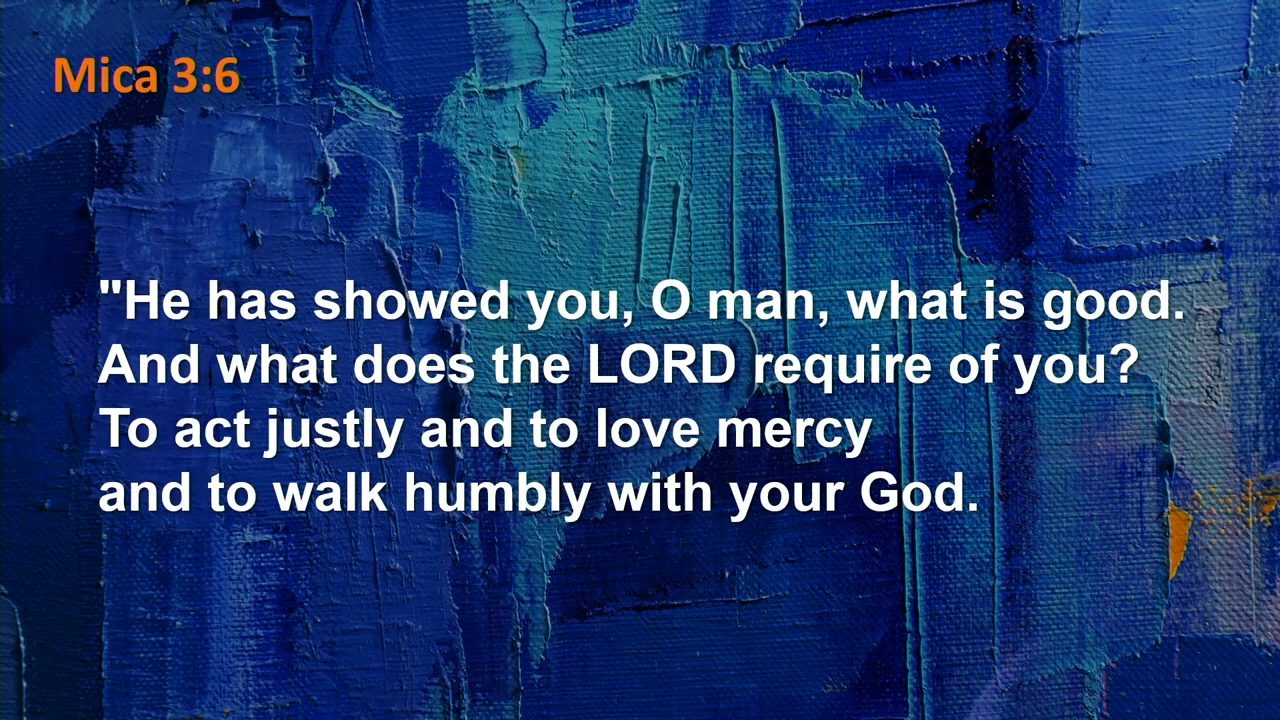 Mica 3:6
"He has showed you, O man, what is good.
And what does the LORD require of you?
To act justly and to love mercy
and to walk humbly with your God.